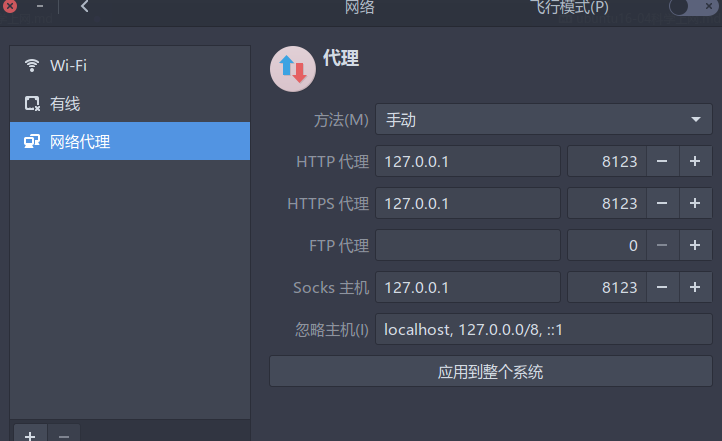 网络
飞行模式(P)
Wi-Fi
有线
网络代理
代理
方法(M) 手动
HTTP 代理 127.0.0.1 8123
HTTPS 代理 127.0.0.1 8123
FTP 代理 0
Socks 主机 127.0.0.1 8123
忽略主机(I) localhost, 127.0.0.0/8, ::1
应用到整个系统